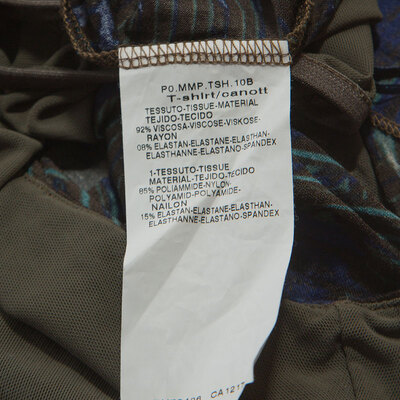 P0.MMP.TSH.10B
T-shirt/canott
TESSUTO-TISSUE-MATERIAL
TEJIDO-TECIDO
92% VISCOSA-VISCOSE-VISKOSE-
RAYON
08% ELASTAN-ELASTANE-ELASTHAN-
ELASTHANNE-ELASTANO-SPANDEX
1-TESSUTO-TISSUE
MATERIAL-TEJIDO-TECIDO
85% POLIAMMIDE-NYLON-
POLYAMID-POLYAMIDE-
NAILON
15% ELASTAN-ELASTANE-ELASTHAN-
ELASTHANNE-ELASTANO-SPANDEX